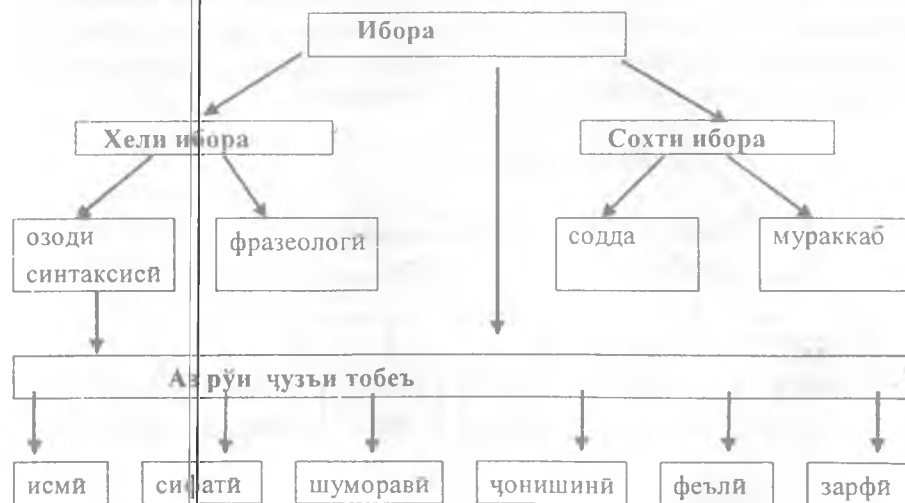 Ибора
Хели ибора
Сохти ибора
озоди
синтаксисӣ
фразеологи
содда
мураккаб
Аз рӯи ҷузъи тобеъ
исмӣ
сифатӣ
шуморавӣ
ҷонишинӣ
феълӣ
зарфӣ